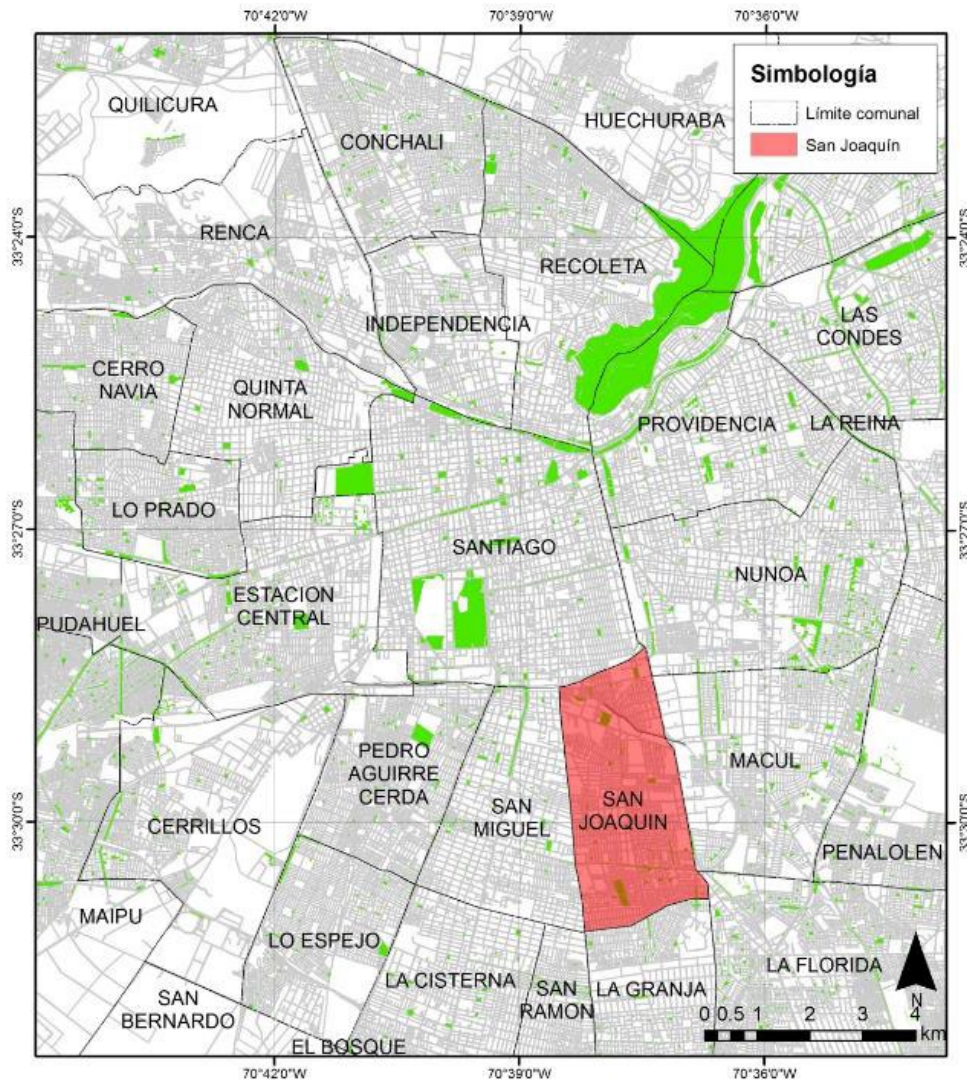 70°42'0"W
70°39'0"W
70°36'0"W
Simbología
Límite comunal
San Joaquín
QUILICURA
HUECHURABA
CONCHALI
33°24'0"S
33°24'0"S
RENCA
RECOLETA
INDEPENDENCIA
LAS
CONDES
CERRO
NAVIA
QUINTA
NORMAL
PROVIDENCIA
LA REINA
LO PRADO
33°27'0"S
33°27'0"S
SANTIAGO
NUNOA
ESTACION
CENTRAL
PUDAHUEL
PEDRO
AGUIRRE
CERDA
MACUL
SAN
MIGUEL
SAN
JOAQUIN
33°30'0"S
33°30'0"S
CERRILLOS
PENALOLEN
MAIPU
LO ESPEJO
LA CISTERNA
SAN
RAMON
LA GRANJA
LA FLORIDA
SAN
BERNARDO
EL BOSQUE
N
0 0.5 1 2 3 4
km
70°42'0"W
70°39'0"W
70°36'0"W